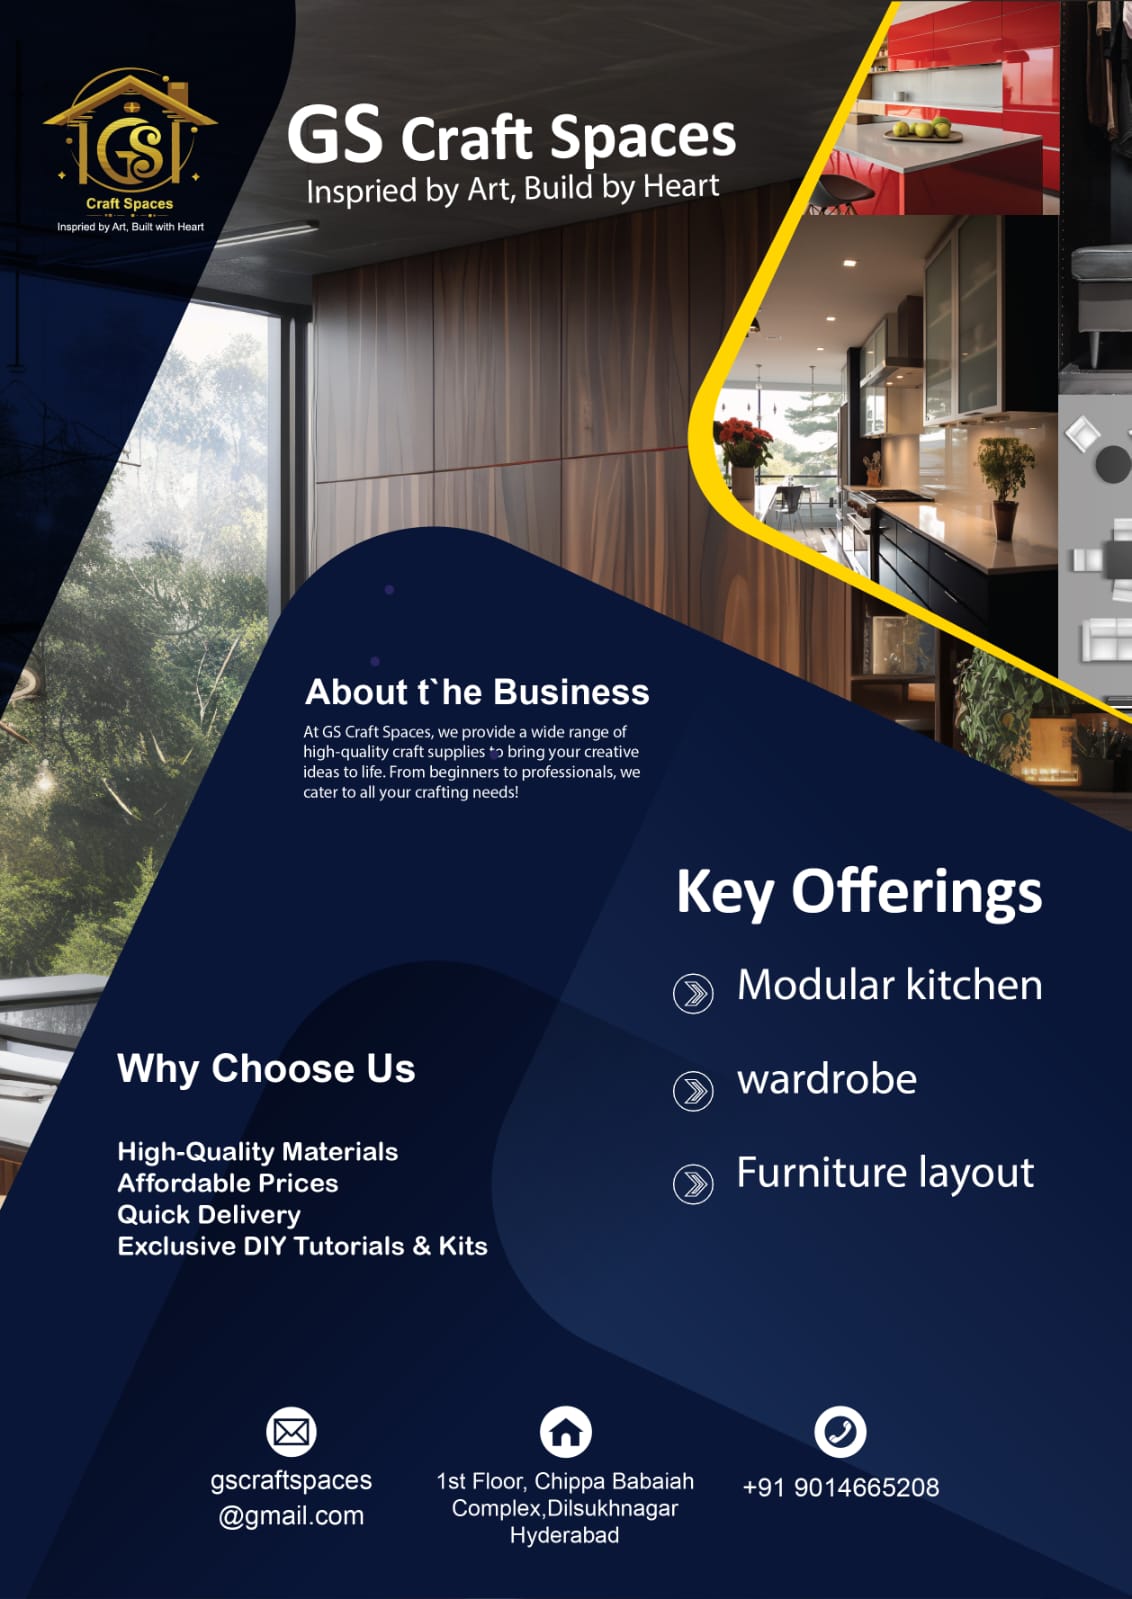 GS
Craft Spaces
Inspried by Art, Built with Heart
GS Craft Spaces
Inspried by Art, Build by Heart
About t`he Business
At GS Craft Spaces, we provide a wide range of
high-quality craft supplies to bring your creative
ideas to life. From beginners to professionals, we
cater to all your crafting needs!
Key Offerings
Modular kitchen
wardrobe
Furniture layout
Why Choose Us
High-Quality Materials
Affordable Prices
Quick Delivery
Exclusive DIY Tutorials & Kits
gscraftspaces
@gmail.com
1st Floor, Chippa Babaiah
Complex,Dilsukhnagar
Hyderabad
+91 9014665208